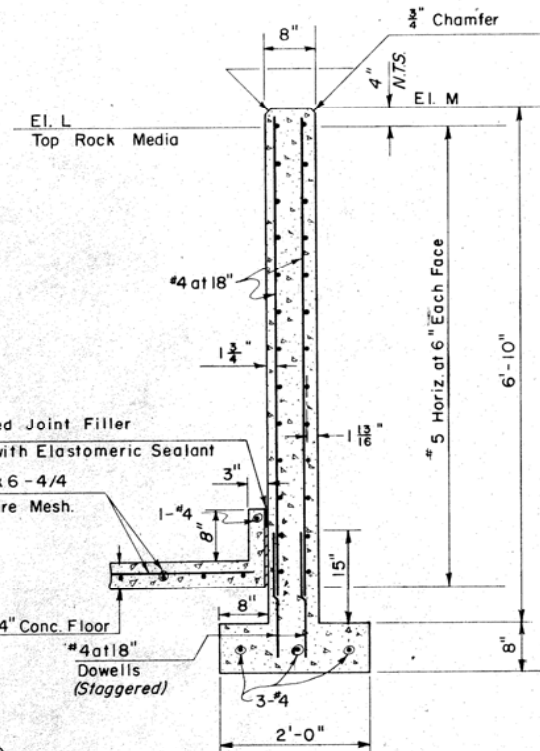 3/4" Chamfer
8"
4"
N.T.S.
El. M
El. L
Top Rock Media
#4 at 18"
1 3/4"
#5 Horiz. at 6" Each Face
6'-10"
1 13/16"
ed Joint Filler
with Elastomeric Sealant
3"
6 - 4/4
re Mesh.
1-#4
8"
15"
8"
4" Conc. Floor
#4 at 18"
Dowells
(Staggered)
3-#4
8"
2'-0"